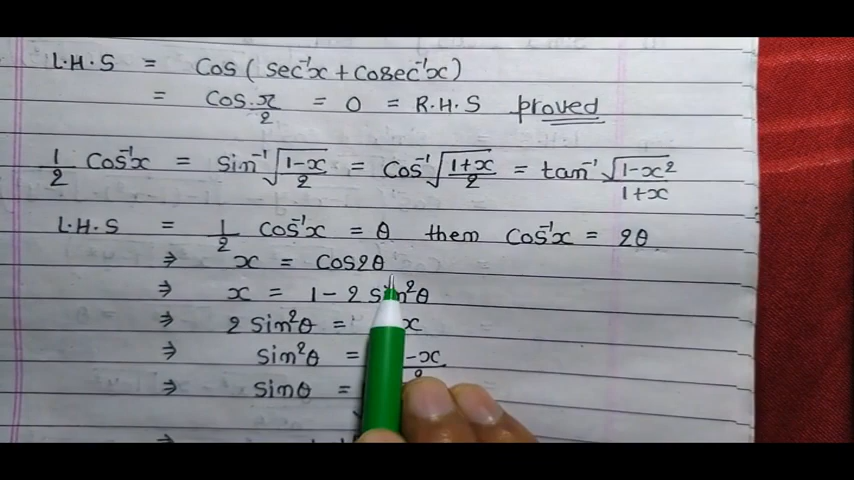 L.H.S = Cos ( sec⁻¹x + cosec⁻¹x )
= Cos. π/2 = 0 = R.H.S proved
1/2 Cos⁻¹x = Sin⁻¹ √(1-x)/2 = Cos⁻¹ √(1+x)/2 = tan⁻¹ √(1-x²)/(1+x)
L.H.S = 1/2 Cos⁻¹x = θ them Cos⁻¹x = 2θ
⇒ x = Cos2θ
⇒ x = 1 - 2 sin²θ
⇒ 2 Sin²θ = x
⇒ Sin²θ = -x
⇒ Sinθ =